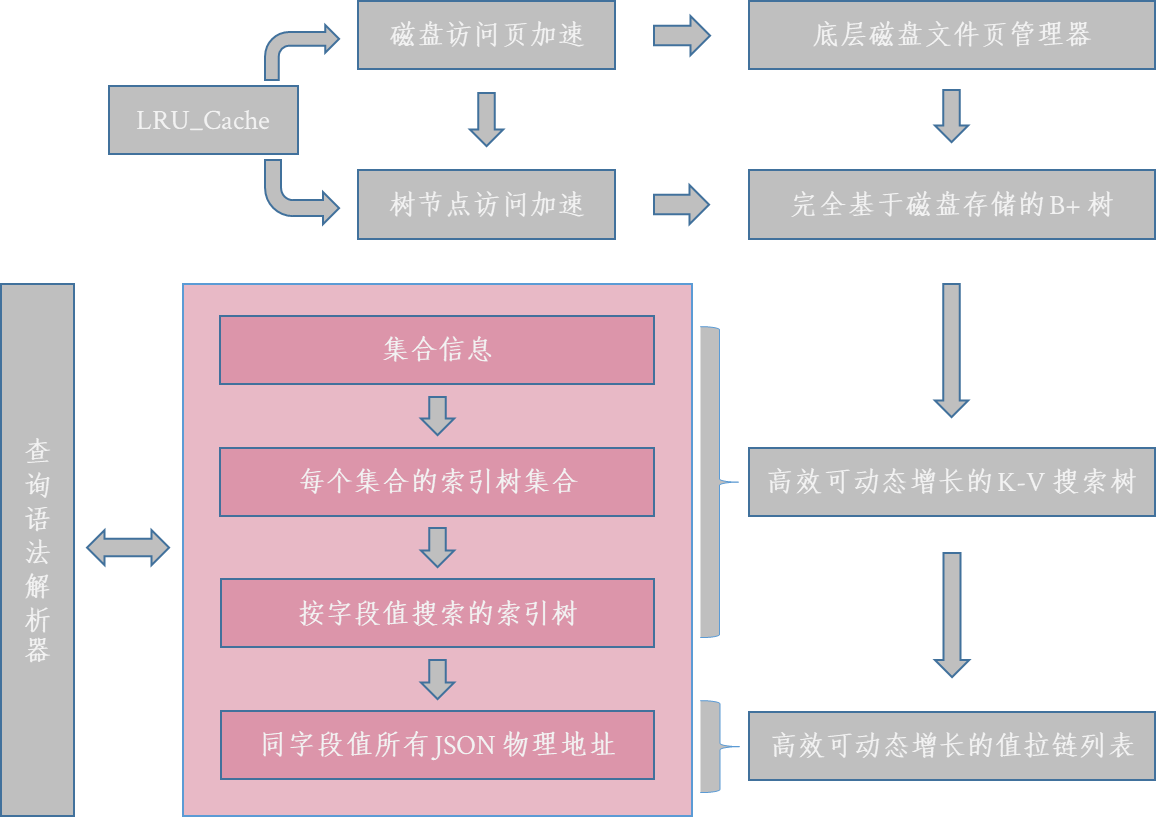 磁盘访问页加速
底层磁盘文件页管理器
LRU_Cache
树节点访问加速
完全基于磁盘存储的B+树
查询语法解析器
集合信息
每个集合的索引树集合
高效可动态增长的K-V搜索树
按字段值搜索的索引树
同字段值所有JSON物理地址
高效可动态增长的值拉链列表